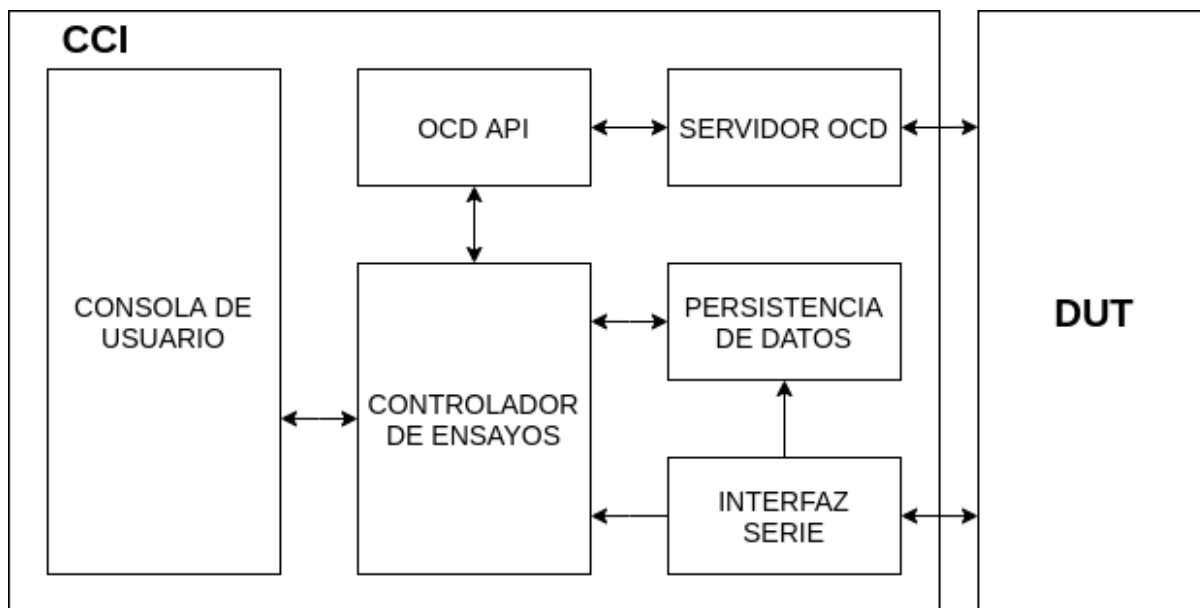 CCI
OCD API
SERVIDOR OCD
CONSOLA DE
USUARIO
PERSISTENCIA
DE DATOS
DUT
CONTROLADOR
DE ENSAYOS
INTERFAZ
SERIE